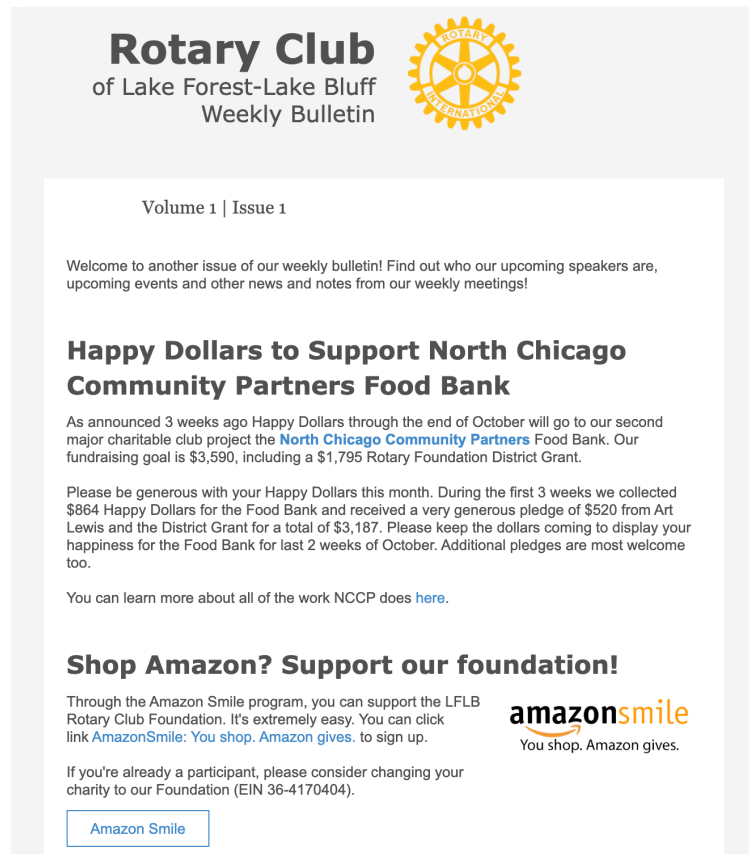 Rotary Club
of Lake Forest-Lake Bluff
Weekly Bulletin
ROTARY
INTERNATIONAL
Volume 1 | Issue 1
Welcome to another issue of our weekly bulletin! Find out who our upcoming speakers are,
upcoming events and other news and notes from our weekly meetings!
Happy Dollars to Support North Chicago
Community Partners Food Bank
As announced 3 weeks ago Happy Dollars through the end of October will go to our second
major charitable club project the North Chicago Community Partners Food Bank. Our
fundraising goal is $3,590, including a $1,795 Rotary Foundation District Grant.
Please be generous with your Happy Dollars this month. During the first 3 weeks we collected
$864 Happy Dollars for the Food Bank and received a very generous pledge of $520 from Art
Lewis and the District Grant for a total of $3,187. Please keep the dollars coming to display your
happiness for the Food Bank for last 2 weeks of October. Additional pledges are most welcome
too.
You can learn more about all of the work NCCP does here.
Shop Amazon? Support our foundation!
Through the Amazon Smile program, you can support the LFLB
Rotary Club Foundation. It's extremely easy. You can click
link AmazonSmile: You shop. Amazon gives. to sign up.
If you're already a participant, please consider changing your
charity to our Foundation (EIN 36-4170404).
amazonsmile
You shop. Amazon gives.
Amazon Smile